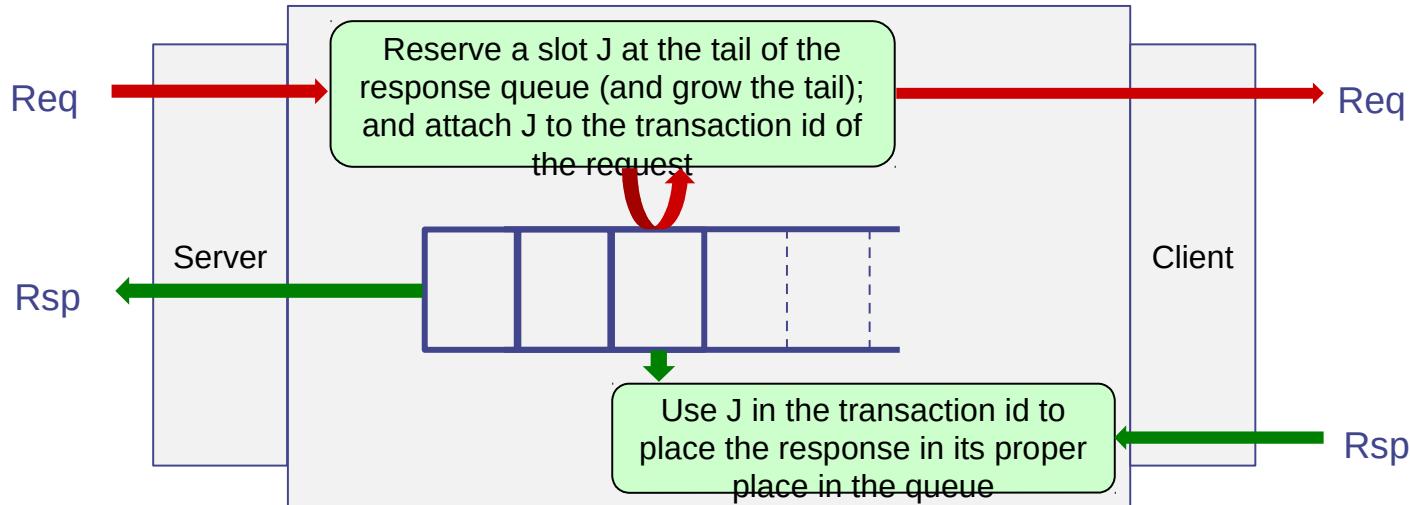 Reserve a slot J at the tail of the
response queue (and grow the tail);
and attach J to the transaction id of
the request
Req
Req
Server
Client
Rsp
Use J in the transaction id to
place the response in its proper
place in the queue
Rsp